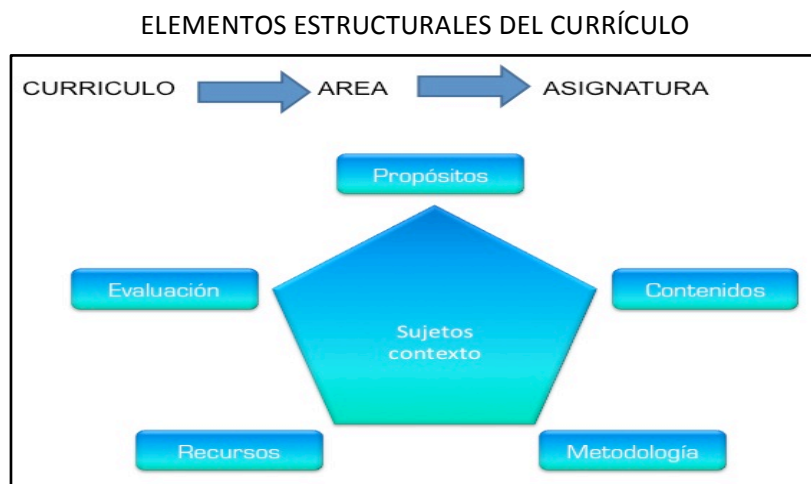 ELEMENTOS ESTRUCTURALES DEL CURRÍCULO
CURRICULO AREA ASIGNATURA
Propósitos
Evaluación
Contenidos
Sujetos
contexto
Recursos
Metodología